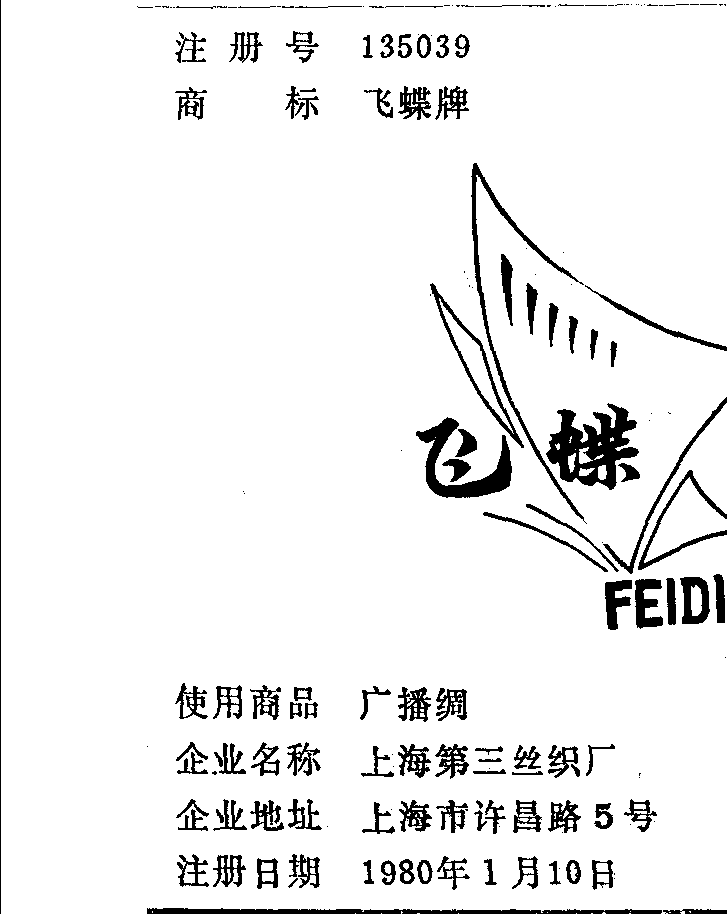 注册号 135039
商标 飞蝶牌
飞蝶
FEIDI
使用商品 广播绸
企业名称 上海第三丝织厂
企业地址 上海市许昌路5号
注册日期 1980年1月10日